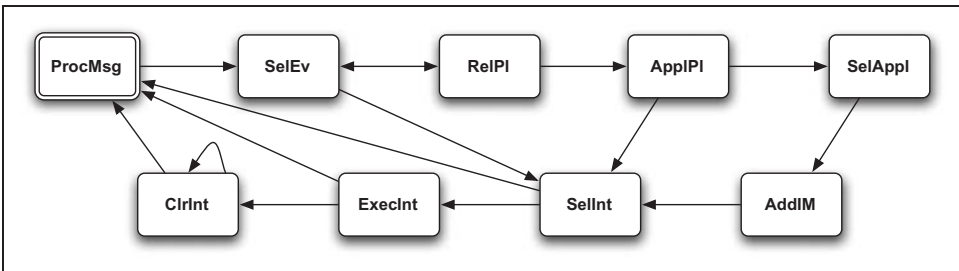 ProcMsg
SelEv
RelPl
ApplPl
SelAppl
ClrInt
ExecInt
SelInt
AddIM